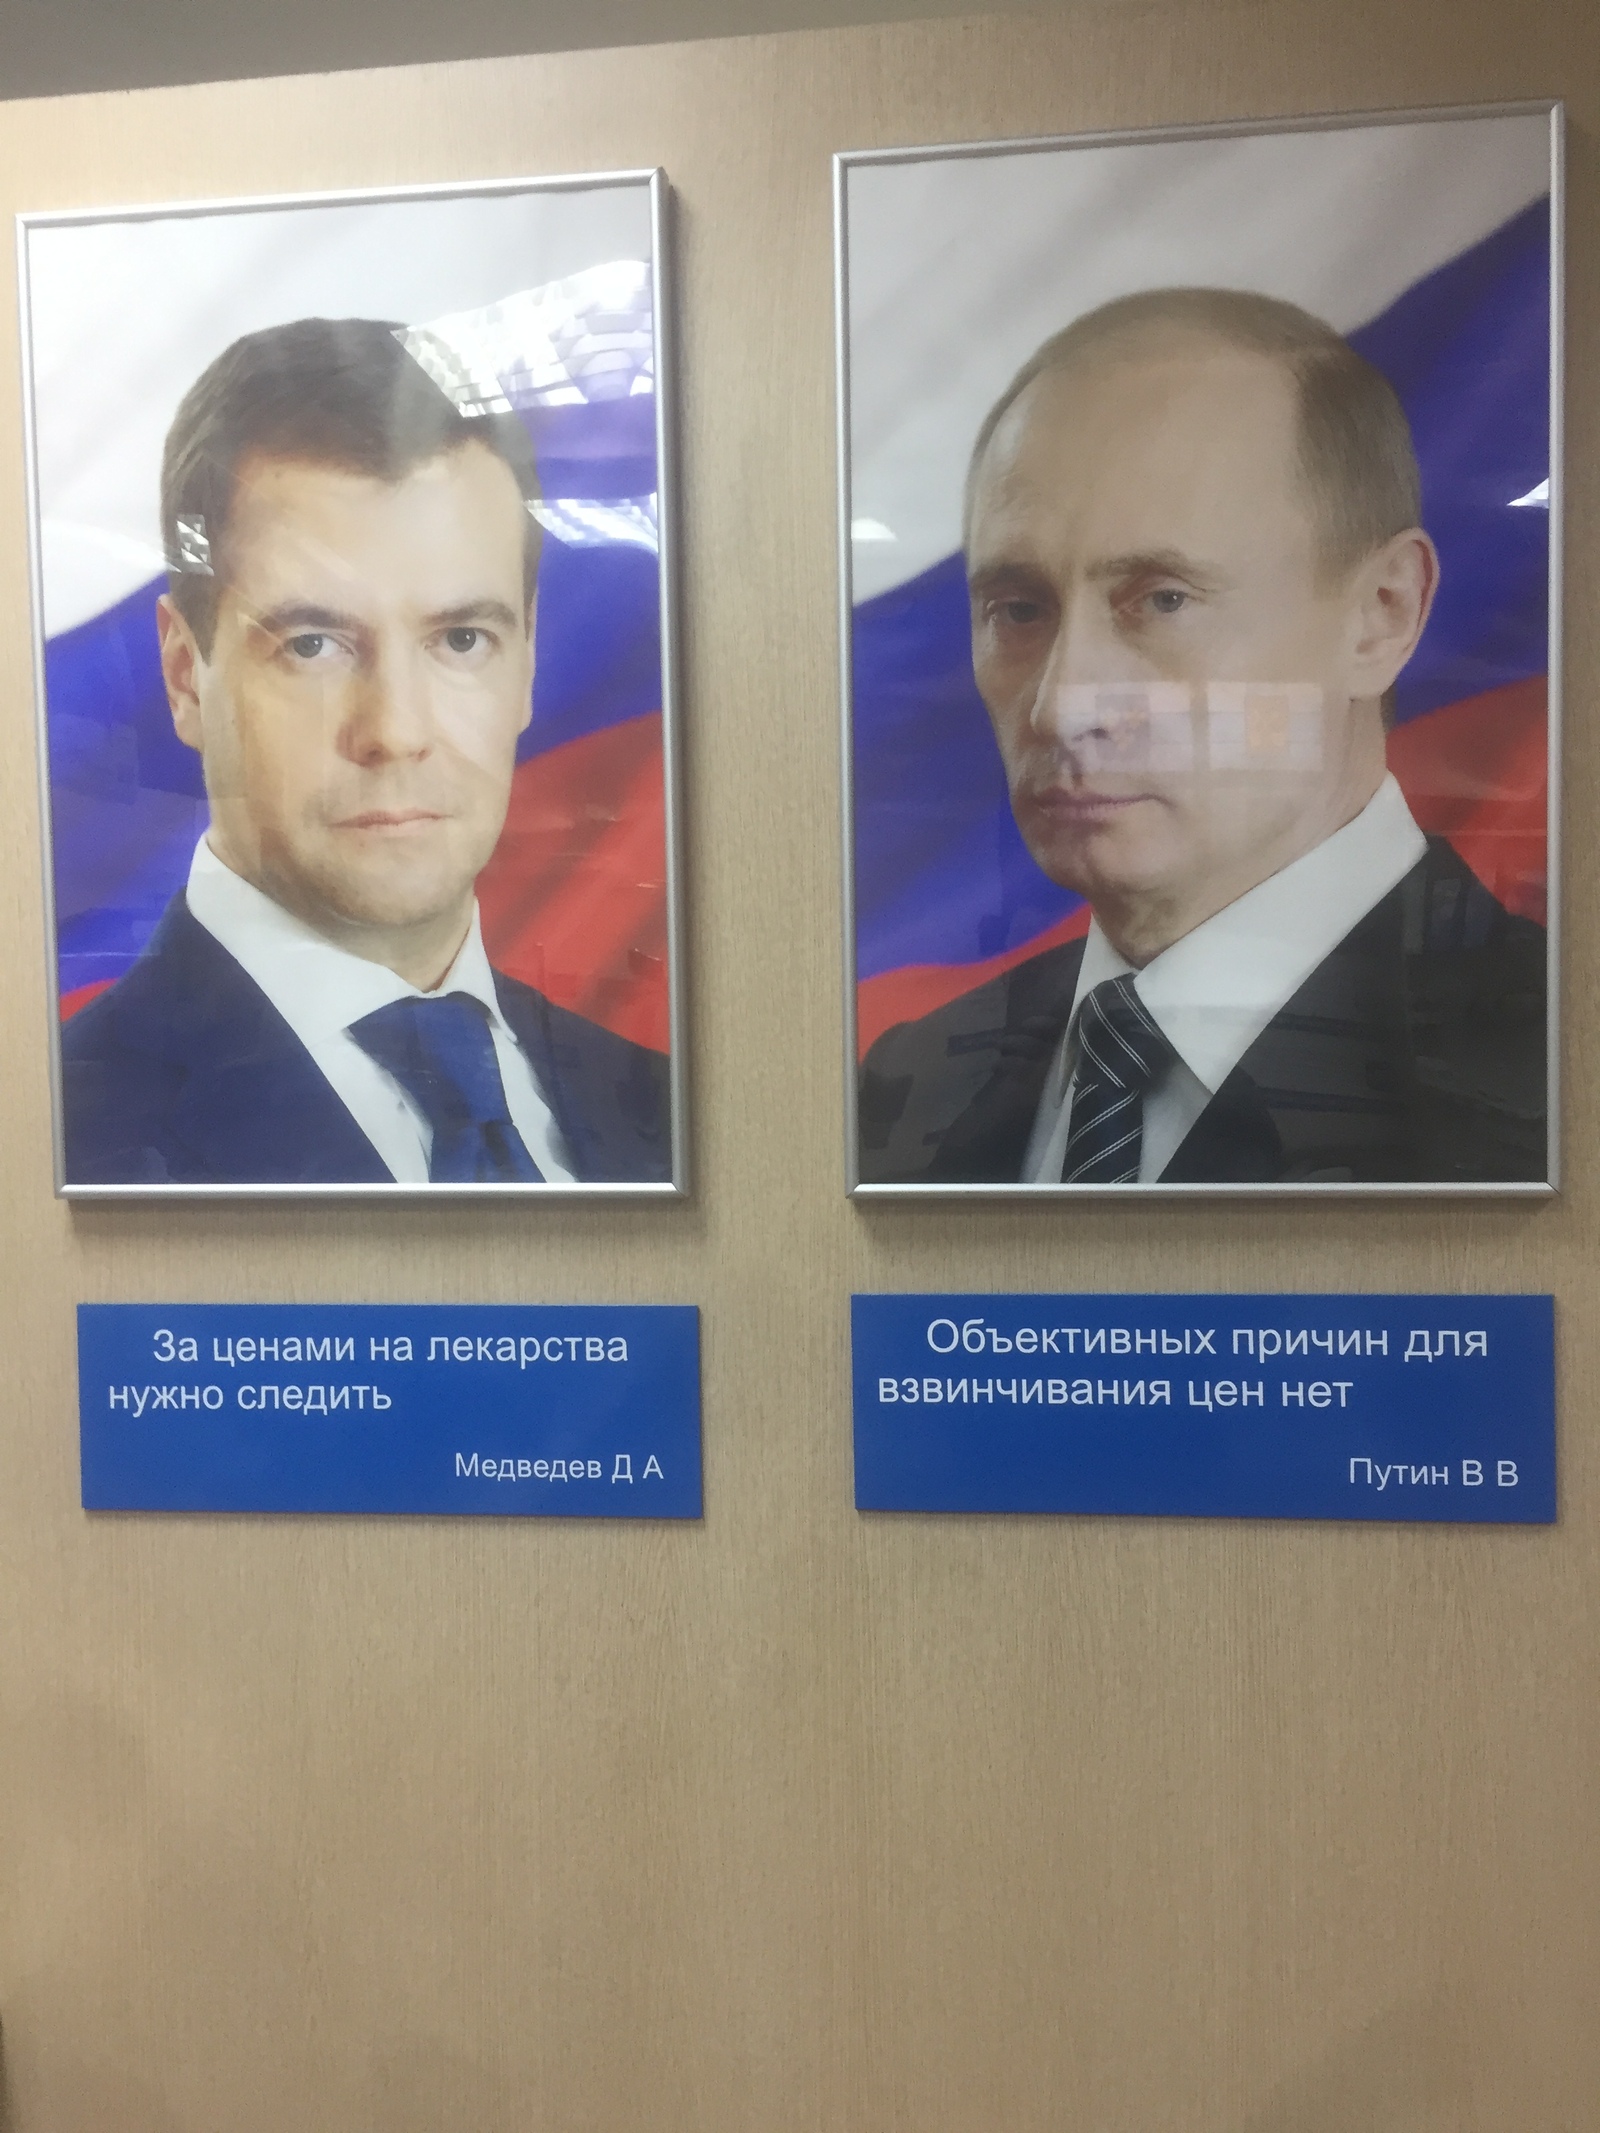 За ценами на лекарства
нужно следить
Медведев Д А
Объективных причин для
взвинчивания цен нет
Путин В В